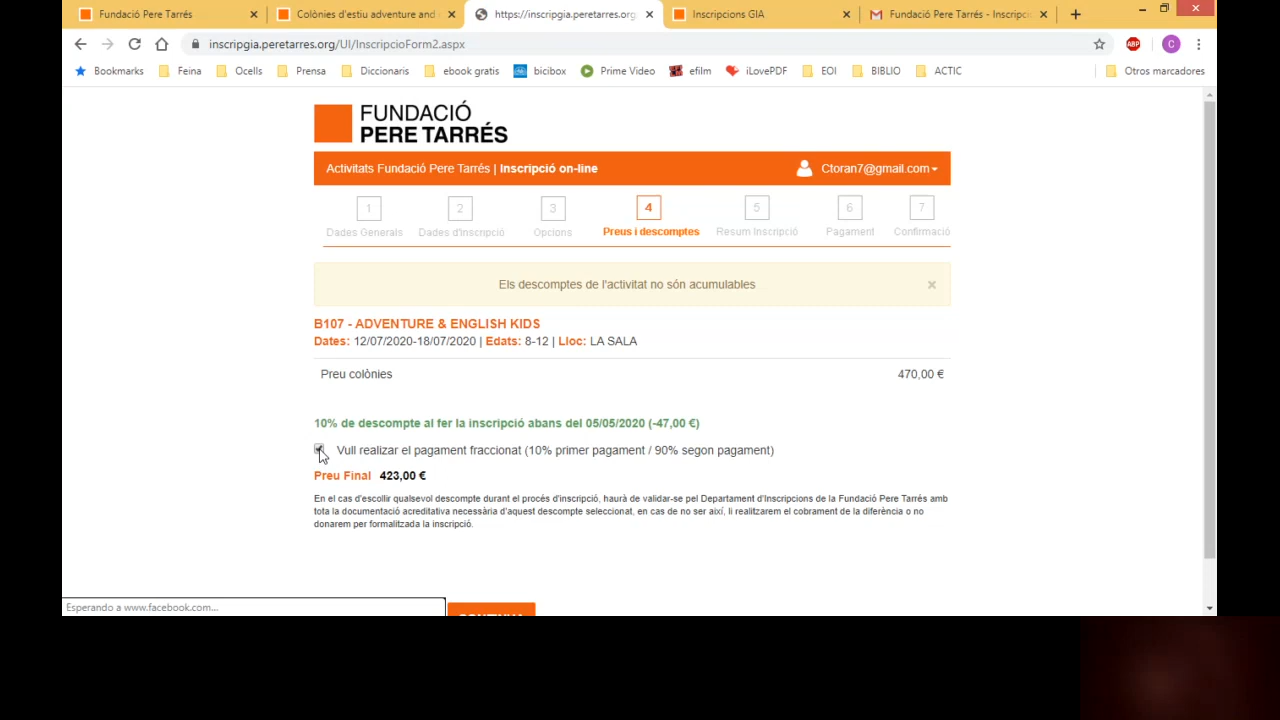 Fundació Pere Tarrés
Colònies d'estiu adventure and
https://inscripgia.peretarres.org
Inscripcions GIA
Fundació Pere Tarrés - Inscripcio
inscripgia.peretarres.org/UI/InscripcioForm2.aspx
ABP
C
Bookmarks
Feina
Ocells
Prensa
Diccionaris
ebook gratis
bicibox
Prime Video
efilm
iLovePDF
EOI
BIBLIO
ACTIC
Otros marcadores
FUNDACIÓ
PERE TARRÉS
Activitats Fundació Pere Tarrés | Inscripció on-line
Ctoran7@gmail.com
1
2
3
4
5
6
7
Dades Generals
Dades d'Inscripció
Opcions
Preus i descomptes
Resum Inscripció
Pagament
Confirmació
Els descomptes de l'activitat no són acumulables
×
B107 - ADVENTURE & ENGLISH KIDS
Dates: 12/07/2020-18/07/2020 | Edats: 8-12 | Lloc: LA SALA
Preu colònies 470,00 €
10% de descompte al fer la inscripció abans del 05/05/2020 (-47,00 €)
Vull realizar el pagament fraccionat (10% primer pagament / 90% segon pagament)
Preu Final 423,00 €
En el cas d'escollir qualsevol descompte durant el procés d'inscripció, haurà de validar-se pel Departament d'Inscripcions de la Fundació Pere Tarrés amb
tota la documentació acreditativa necessària d'aquest descompte seleccionat, en cas de no ser així, li realitzarem el cobrament de la diferència o no
donarem per formalitzada la inscripció.
Esperando a www.facebook.com...